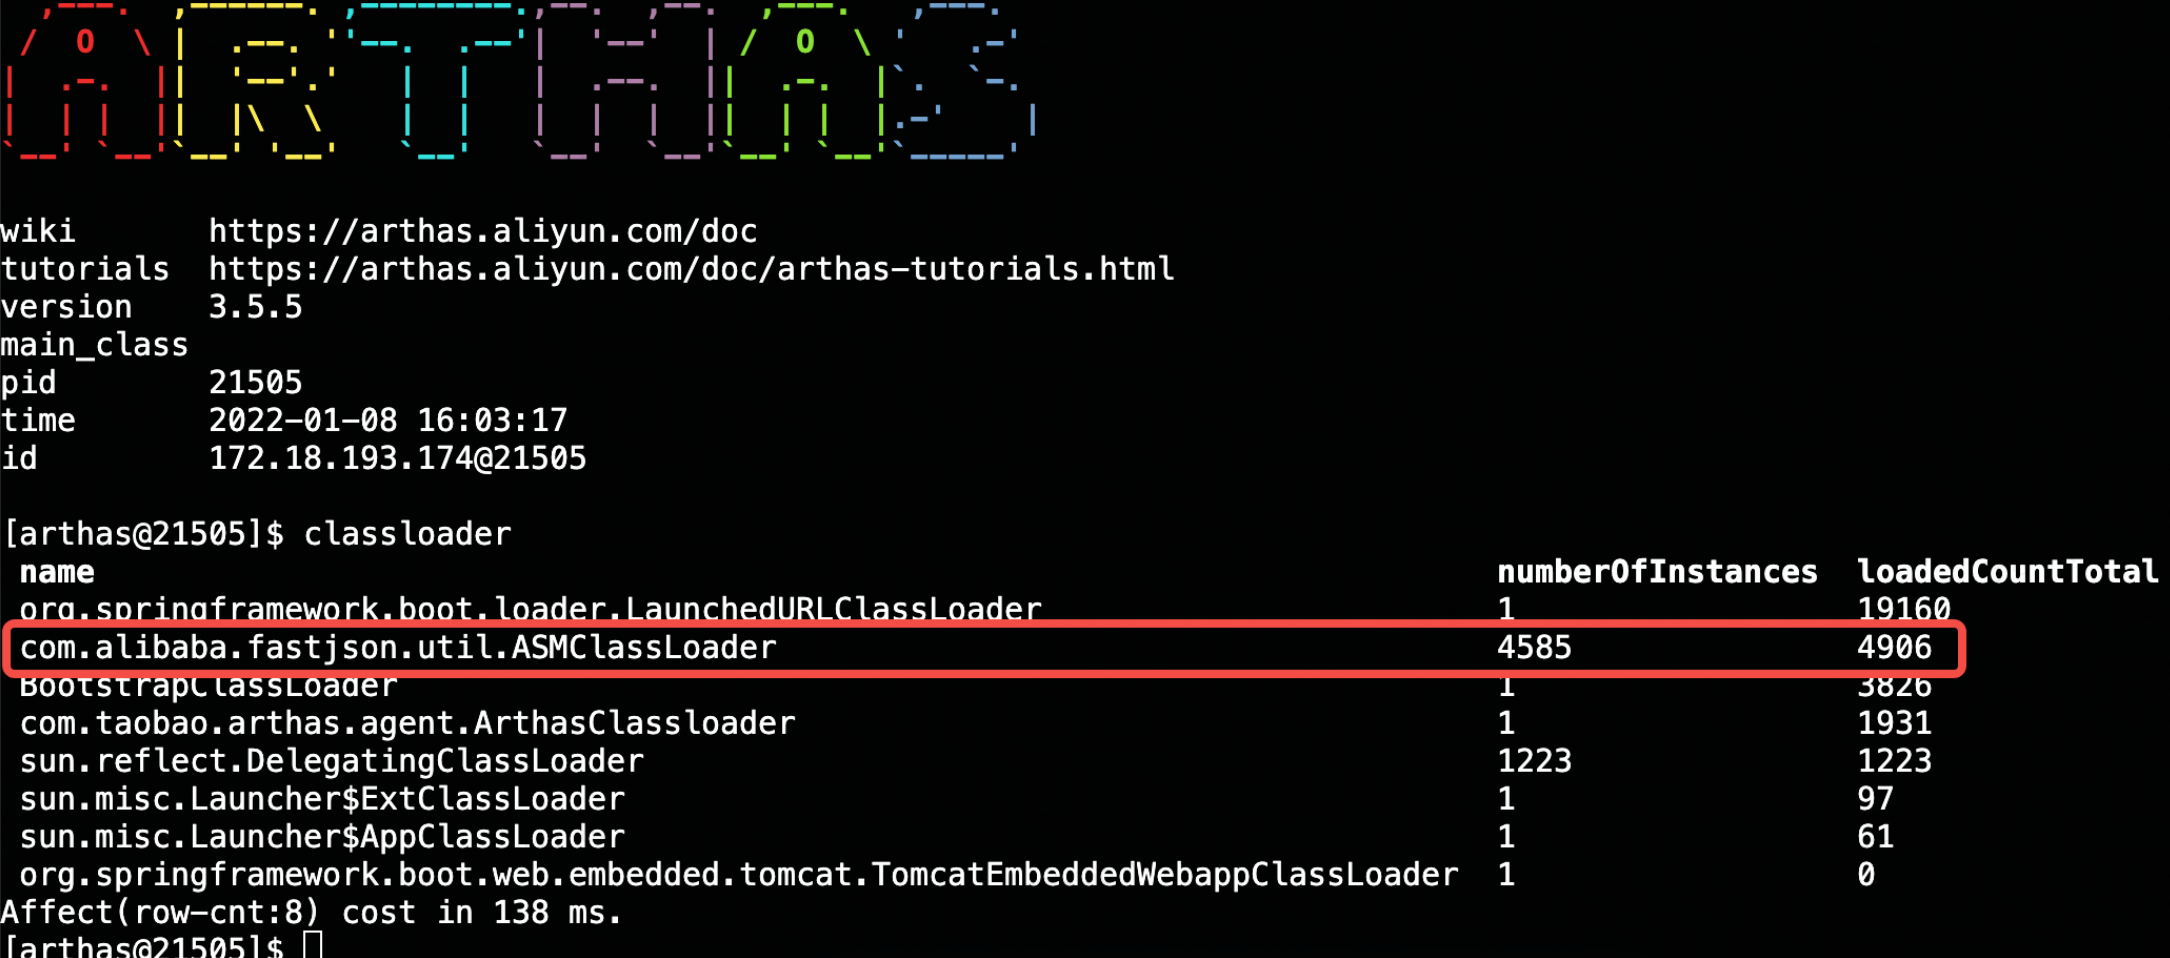 ARTHAS
wiki https://arthas.aliyun.com/doc
tutorials https://arthas.aliyun.com/doc/arthas-tutorials.html
version 3.5.5
main_class
pid 21505
time 2022-01-08 16:03:17
id 172.18.193.174@21505
[arthas@21505]$ classloader
name numberOfInstances loadedCountTotal
org.springframework.boot.loader.LaunchedURLClassLoader 1 19160
com.alibaba.fastjson.util.ASMClassLoader 4585 4906
BootstrapClassLoader 1 3826
com.taobao.arthas.agent.ArthasClassloader 1 1931
sun.reflect.DelegatingClassLoader 1223 1223
sun.misc.Launcher$ExtClassLoader 1 97
sun.misc.Launcher$AppClassLoader 1 61
org.springframework.boot.web.embedded.tomcat.TomcatEmbeddedWebappClassLoader 1 0
Affect(row-cnt:8) cost in 138 ms.
[arthas@21505]$